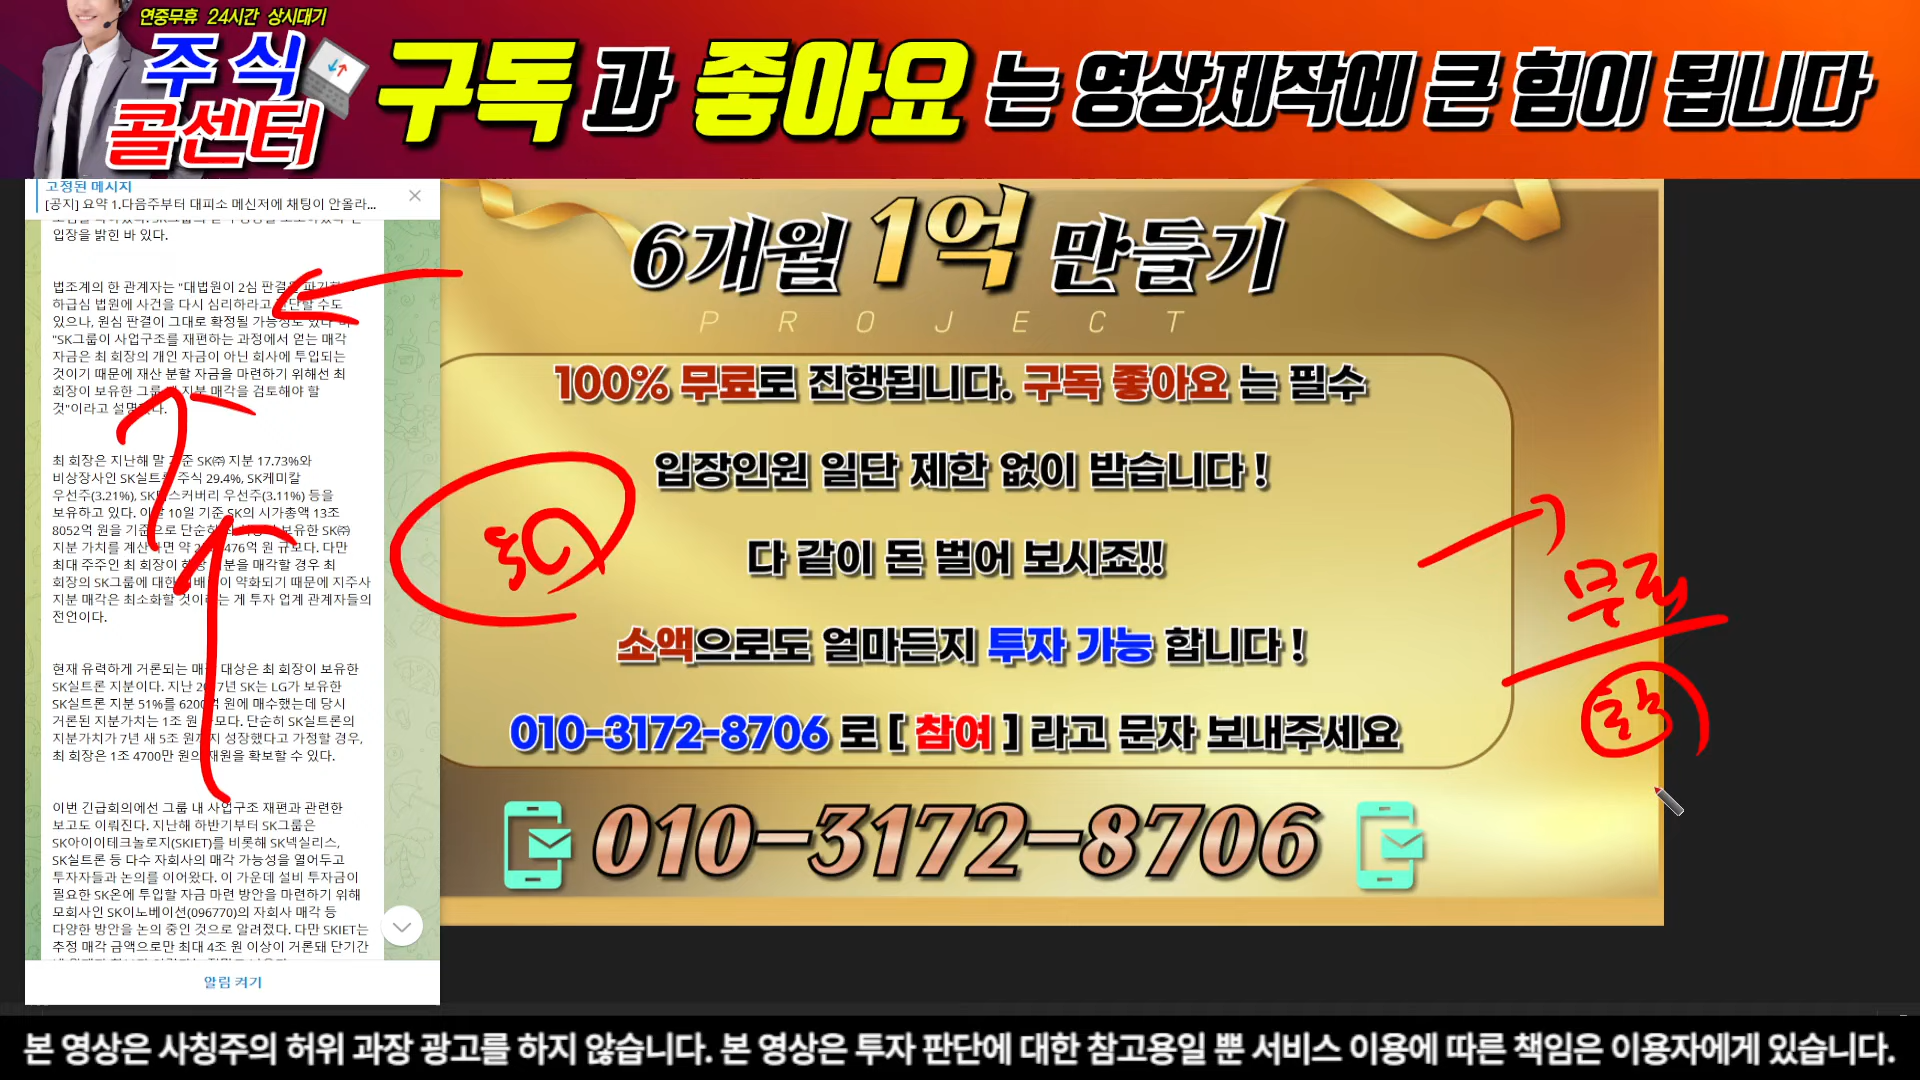 연중무휴 24시간 상시대기
주식
콜센터
구독과 좋아요는 영상제작에 큰 힘이 됩니다
고정된 메시지
[공지] 요약 1.다음주부터 대피소 메신저에 채팅이 안올라...
입장을 밝힌 바 있다.
법조계의 한 관계자는 "대법원이 2심 판결을
하급심 법원에 사건을 다시 심리하라고 판단할 수도
있으나, 원심 판결이 그대로 확정될 가능성도 있다"며
"SK그룹이 사업구조를 재편하는 과정에서 얻는 매각
자금은 최 회장의 개인 자금이 아닌 회사에 투입되는
것이기 때문에 재산 분할 자금을 마련하기 위해선 최
회장이 보유한 그룹 내 지분 매각을 검토해야 할
것"이라고 설명했다.
최 회장은 지난해 말 기준 SK㈜ 지분 17.73%와
비상장사인 SK실트론 주식 29.4%, SK케미칼
우선주(3.21%), SK디스커버리 우선주(3.11%) 등을
보유하고 있다. 이달 10일 기준 SK의 시가총액 13조
8052억 원을 기준으로 단순히 보유한 SK㈜
지분 가치를 계산하면 약 476억 원 규모다. 다만
최대 주주인 최 회장이 해당 지분을 매각할 경우 최
회장의 SK그룹에 대한 지배력이 약화되기 때문에 지주사
지분 매각은 최소화할 것이라는 게 투자 업계 관계자들의
전언이다.
현재 유력하게 거론되는 매각 대상은 최 회장이 보유한
SK실트론 지분이다. 지난 2017년 SK는 LG가 보유한
SK실트론 지분 51%를 6200억 원에 매수했는데 당시
거론된 지분가치는 1조 원 규모다. 단순히 SK실트론의
지분가치가 7년 새 5조 원까지 성장했다고 가정할 경우,
최 회장은 1조 4700만 원의 재원을 확보할 수 있다.
이번 긴급회의에선 그룹 내 사업구조 재편과 관련한
보고도 이뤄진다. 지난해 하반기부터 SK그룹은
SK아이이테크놀로지(SKIET)를 비롯해 SK넥실리스,
SK실트론 등 다수 자회사의 매각 가능성을 열어두고
투자자들과 논의를 이어왔다. 이 가운데 설비 투자금이
필요한 SK온에 투입할 자금 마련 방안을 마련하기 위해
모회사인 SK이노베이션(096770)의 자회사 매각 등
다양한 방안을 논의 중인 것으로 알려졌다. 다만 SKIET는
추정 매각 금액으로만 최대 4조 원 이상이 거론돼 단기간
알림 켜기
6개월 1억 만들기
PROJECT
100% 무료로 진행됩니다. 구독 좋아요 는 필수
입장인원 일단 제한 없이 받습니다 !
다 같이 돈 벌어 보시죠!!
소액으로도 얼마든지 투자 가능 합니다 !
010-3172-8706 로 [ 참여 ] 라고 문자 보내주세요
010-3172-8706
무료
본 영상은 사칭주의 허위 과장 광고를 하지 않습니다. 본 영상은 투자 판단에 대한 참고용일 뿐 서비스 이용에 따른 책임은 이용자에게 있습니다.